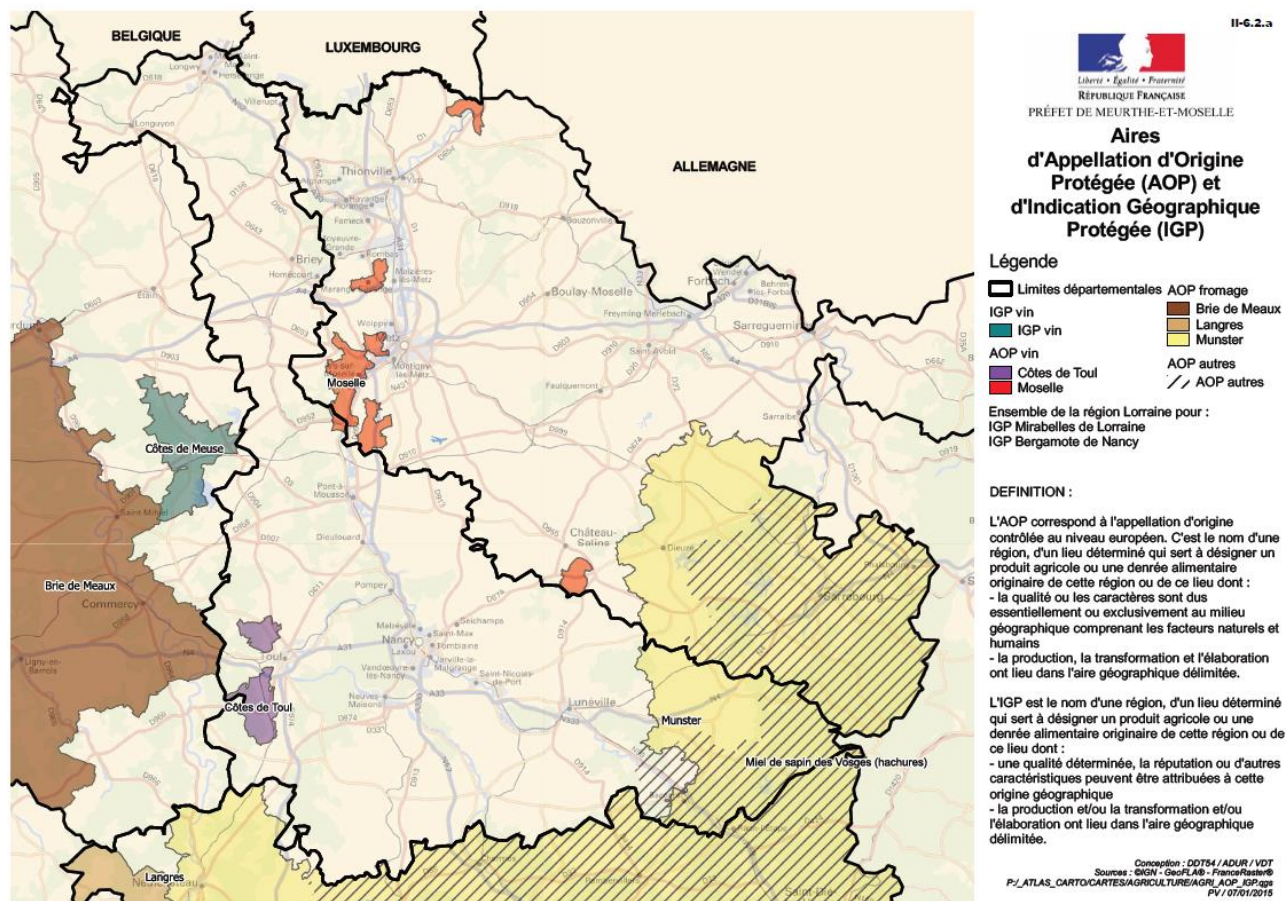 II-6.2.a
Liberté • Égalité • Fraternité
RÉPUBLIQUE FRANÇAISE
PRÉFET DE MEURTHE-ET-MOSELLE
Aires
d'Appellation d'Origine
Protégée (AOP) et
d'Indication Géographique
Protégée (IGP)
Légende
Limites départementales
IGP vin
IGP vin
AOP vin
Côtes de Toul
Moselle
AOP fromage
Brie de Meaux
Langres
Munster
AOP autres
AOP autres
Ensemble de la région Lorraine pour :
IGP Mirabelles de Lorraine
IGP Bergamote de Nancy
DEFINITION :
L'AOP correspond à l'appellation d'origine
contrôlée au niveau européen. C'est le nom d'une
région, d'un lieu déterminé qui sert à désigner un
produit agricole ou une denrée alimentaire
originaire de cette région ou de ce lieu dont :
- la qualité ou les caractères sont dus
essentiellement ou exclusivement au milieu
géographique comprenant les facteurs naturels et
humains
- la production, la transformation et l'élaboration
ont lieu dans l'aire géographique délimitée.
L'IGP est le nom d'une région, d'un lieu déterminé
qui sert à désigner un produit agricole ou une
denrée alimentaire originaire de cette région ou de
ce lieu dont :
- une qualité déterminée, la réputation ou d'autres
caractéristiques peuvent être attribuées à cette
origine géographique
- la production et/ou la transformation et/ou
l'élaboration ont lieu dans l'aire géographique
délimitée.
Conception : DDT54 / ADUR / VDT
Sources : ©IGN - GeoFLA® - FranceRaster®
P:/_ATLAS_CARTO/CARTES/AGRICULTURE/AGRI_AOP_IGP.qgs
PV / 07/01/2015
BELGIQUE
LUXEMBOURG
ALLEMAGNE
Longwy
Herserange
Villerupt
Longuyon
Thionville
Hayange
Florange
Fameck
Rombas
Briey
Homécourt
Bouzonville
Boulay-Moselle
Forbach
Freyming-Merlebach
Sarreguemines
Saint-Avold
Faulquemont
Sarralbe
Étain
Woippy
Moselle
Côtes de Meuse
Saint-Mihiel
Pont-à-
Mousson
Dieulouard
Château-
Salins
Dieuze
Sarrebourg
Brie de Meaux
Commercy
Pompey
Maxéville
Seichamps
Saint-Max
Tomblaine
Nancy
Laxou
Jarville-la-
Malgrange
Vandœuvre-
lès-Nancy
Saint-Nicolas-
de-Port
Neuves-
Maisons
Toul
Ligny-en-
Barrois
Côtes de Toul
Lunéville
Munster
Miel de sapin des Vosges (hachures)
Langres
Neufchâteau
Charmes
Saint-Dié